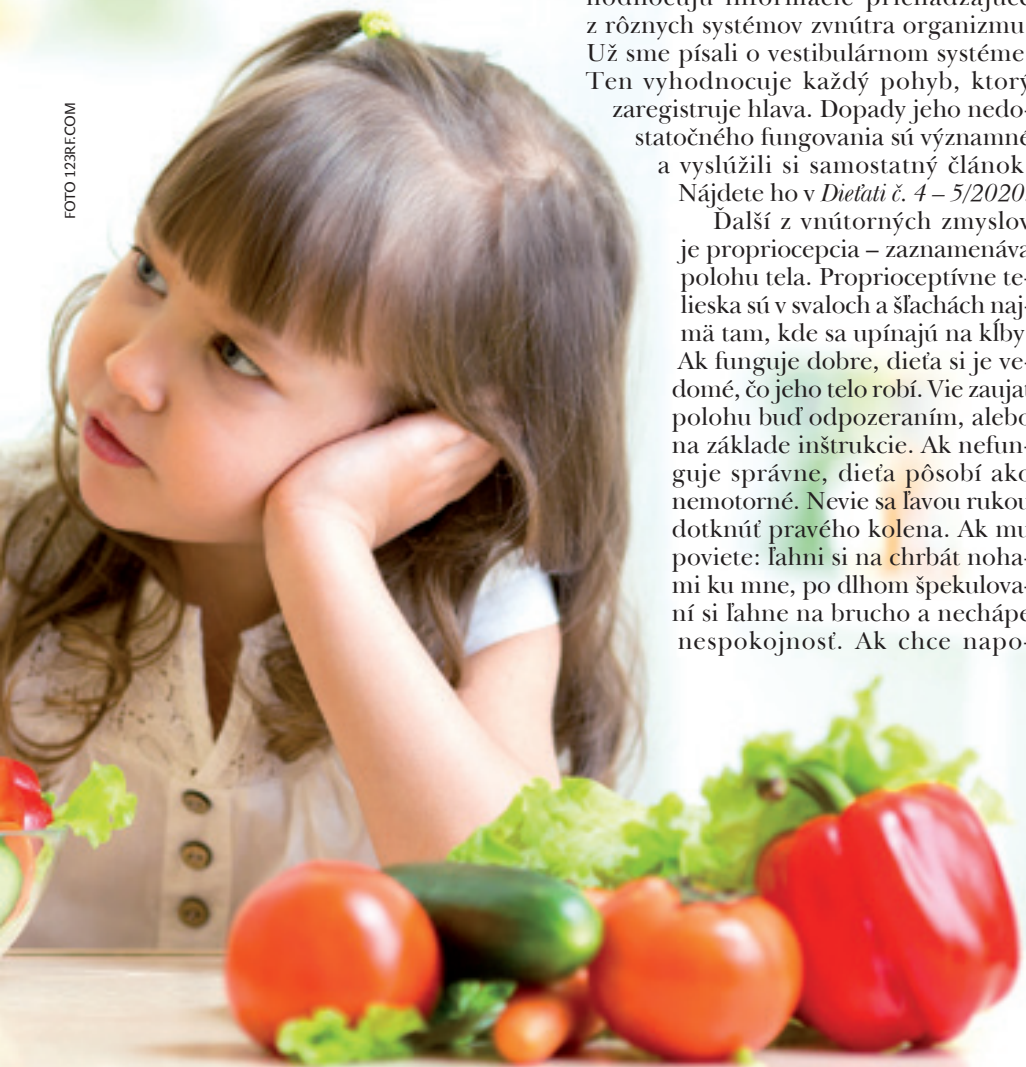 z rôznych systémov zvnútra organizmu
Už sme písali o vestibulárnom systéme
Ten vyhodnocuje každý pohyb, ktorý
zaregistruje hlava. Dopady jeho nedo-
statočného fungovania sú významné
a vyslúžili si samostatný článok
Nájdete ho v Dieťati č. 4 – 5/2020.
Ďalší z vnútorných zmyslov
je propriocepcia – zaznamenáva
polohu tela. Proprioceptívne te-
lieska sú v svaloch a šľachách naj-
mä tam, kde sa upínajú na kĺby
Ak funguje dobre, dieťa si je ve-
domé, čo jeho telo robí. Vie zaujať
polohu buď odpozeraním, alebo
na základe inštrukcie. Ak nefun-
guje správne, dieťa pôsobí ako
nemotorné. Nevie sa ľavou rukou
dotknúť pravého kolena. Ak mu
poviete: ľahni si na chrbát noha-
mi ku mne, po dlhom špekulova-
ní si ľahne na brucho a nechápe
nespokojnosť. Ak chce napo-
FOTO 123RF.COM